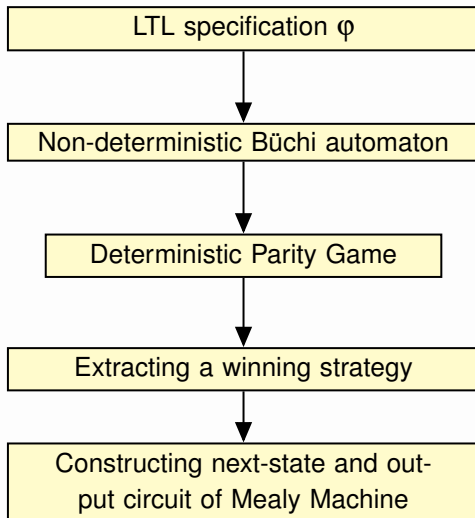 LTL specification φ
Non-deterministic Büchi automaton
Deterministic Parity Game
Extracting a winning strategy
Constructing next-state and out-
put circuit of Mealy Machine